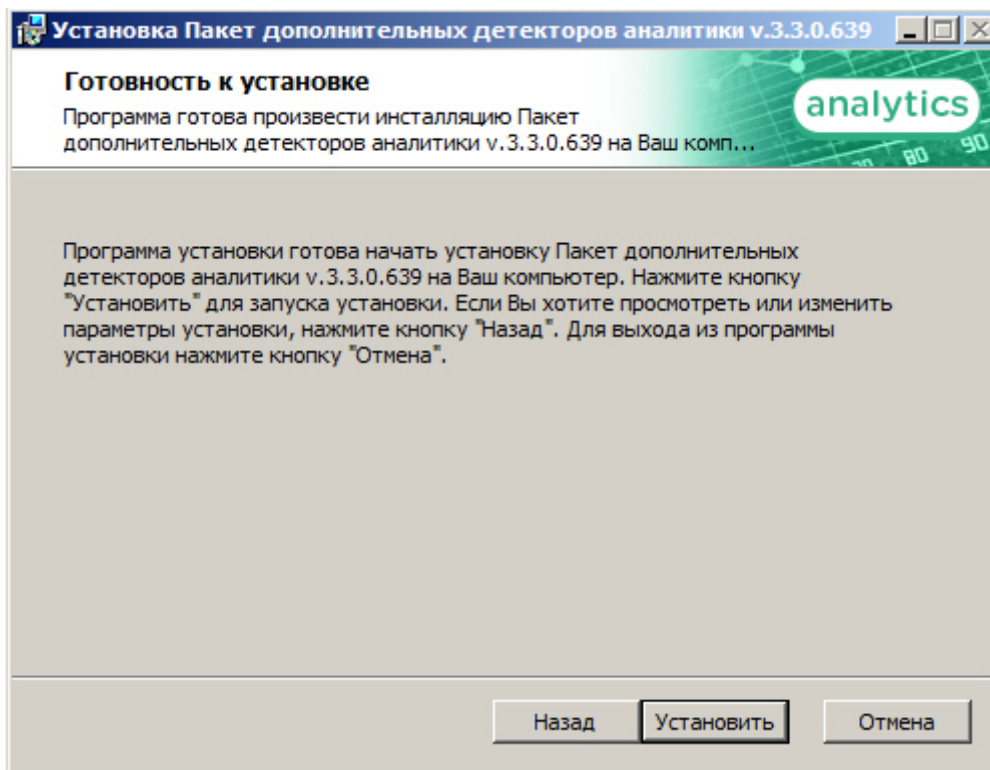 Установка Пакет дополнительных детекторов аналитики v.3.3.0.639
Готовность к установке
Программа готова произвести инсталляцию Пакет
дополнительных детекторов аналитики v.3.3.0.639 на Ваш комп...
analytics
70 80 90
Программа установки готова начать установку Пакет дополнительных
детекторов аналитики v.3.3.0.639 на Ваш компьютер. Нажмите кнопку
"Установить" для запуска установки. Если Вы хотите просмотреть или изменить
параметры установки, нажмите кнопку "Назад". Для выхода из программы
установки нажмите кнопку "Отмена".
Назад Установить Отмена